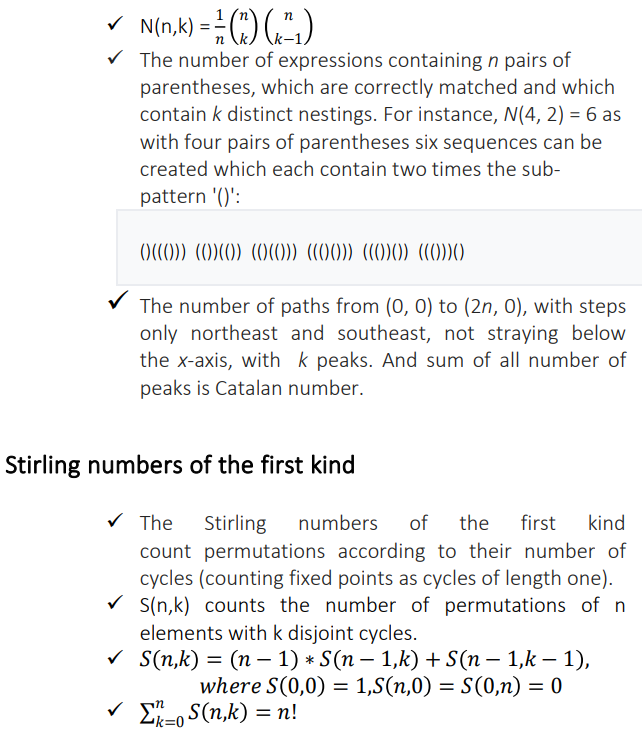 ✓ N(n,k) = \frac{1}{n} \binom{n}{k} \binom{n}{k-1}
✓ The number of expressions containing n pairs of
parentheses, which are correctly matched and which
contain k distinct nestings. For instance, N(4, 2) = 6 as
with four pairs of parentheses six sequences can be
created which each contain two times the sub-
pattern '()':
()((())) (())(()) (()(())) ((()())) ((())()) ((()))()
✓ The number of paths from (0, 0) to (2n, 0), with steps
only northeast and southeast, not straying below
the x-axis, with k peaks. And sum of all number of
peaks is Catalan number.
Stirling numbers of the first kind
✓ The Stirling numbers of the first kind
count permutations according to their number of
cycles (counting fixed points as cycles of length one).
✓ S(n,k) counts the number of permutations of n
elements with k disjoint cycles.
✓ S(n,k) = (n − 1) * S(n − 1,k) + S(n − 1,k − 1),
where S(0,0) = 1,S(n,0) = S(0,n) = 0
✓ \sum_{k=0}^{n} S(n,k) = n!